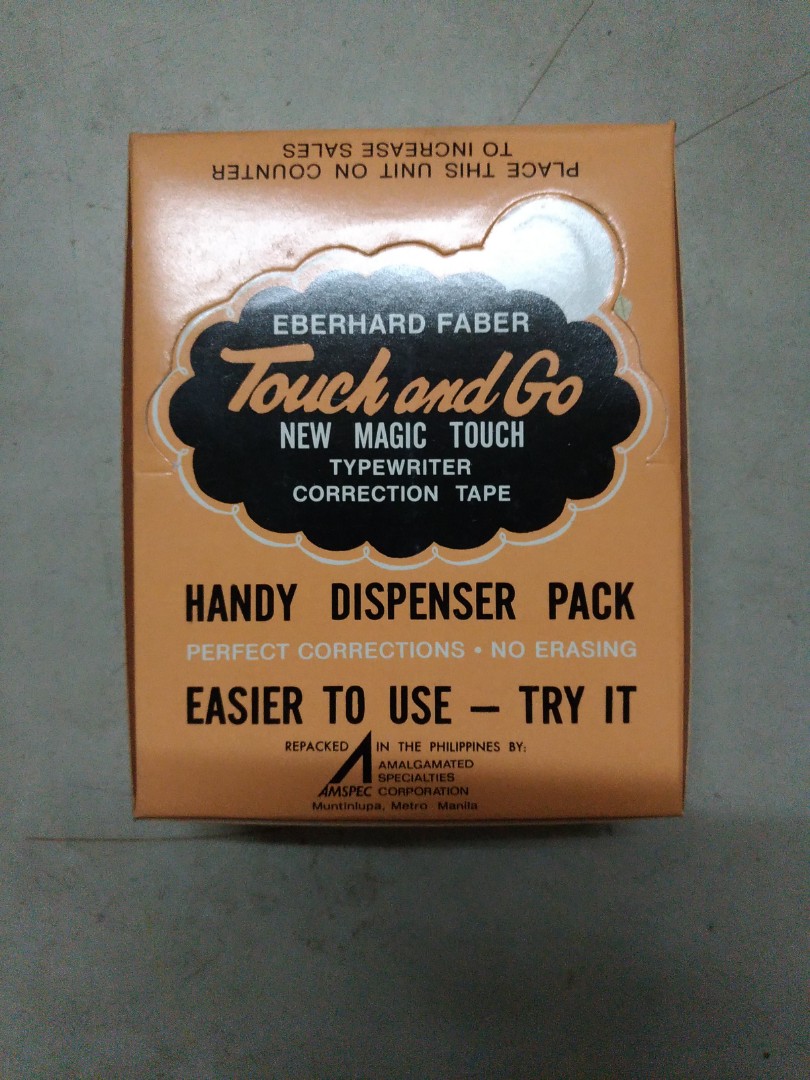 PLACE THIS UNIT ON COUNTER
TO INCREASE SALES
EBERHARD FABER
Touch and Go
NEW MAGIC TOUCH
TYPEWRITER
CORRECTION TAPE
HANDY DISPENSER PACK
PERFECT CORRECTIONS • NO ERASING
EASIER TO USE — TRY IT
REPACKED IN THE PHILIPPINES BY:
AMALGAMATED
SPECIALTIES
AMSPEC CORPORATION
Muntinlupa, Metro Manila